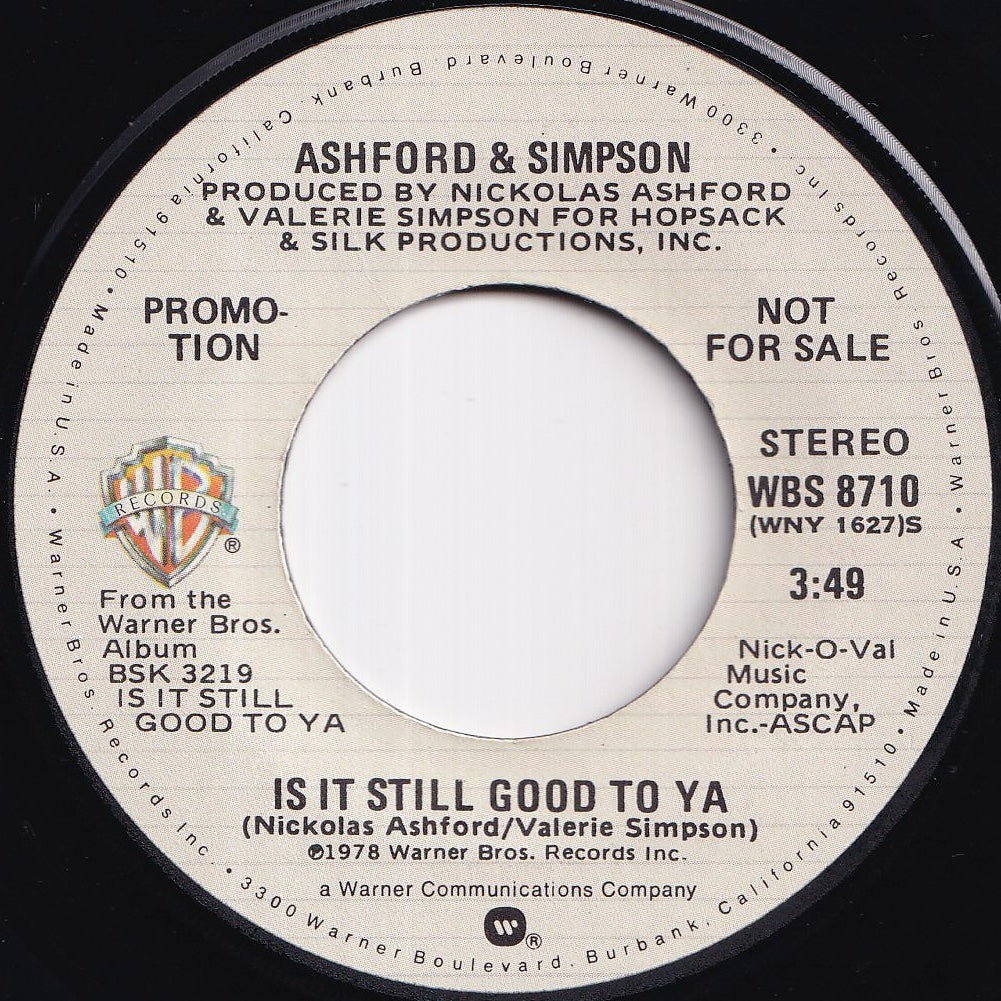 ASHFORD & SIMPSON
PRODUCED BY NICKOLAS ASHFORD
& VALERIE SIMPSON FOR HOPSACK
& SILK PRODUCTIONS, INC.
PROMO-
TION
NOT
FOR SALE
STEREO
WBS 8710
(WNY 1627)S
3:49
WB
RECORDS
®
From the
Warner Bros.
Album
BSK 3219
IS IT STILL
GOOD TO YA
Nick-O-Val
Music
Company,
Inc.-ASCAP
IS IT STILL GOOD TO YA
(Nickolas Ashford/Valerie Simpson)
℗1978 Warner Bros. Records Inc.
a Warner Communications Company
W®
Warner Bros. Records Inc. • 3300 Warner Boulevard. Burbank. California 91510 • Made in U.S.A. • Warner Bros. Records Inc. • 3300 Warner Boulevard. Burbank. California 91510 • Made in U.S.A. •